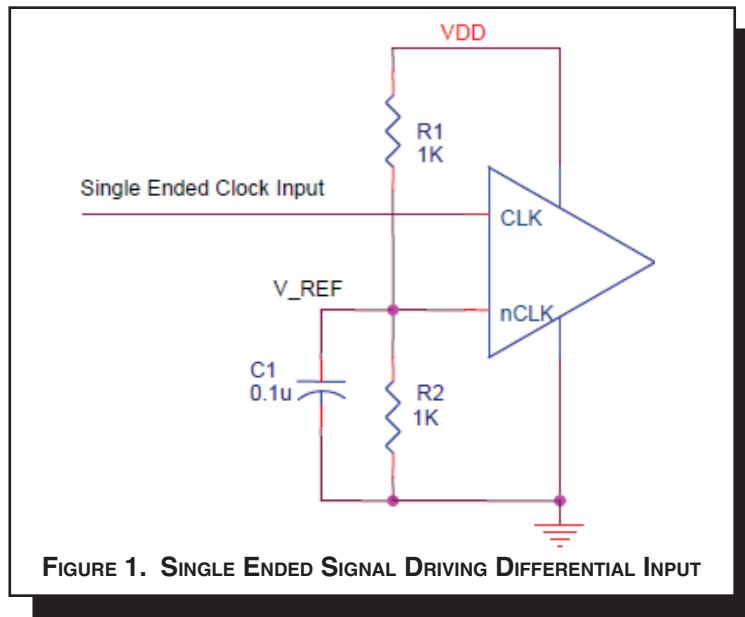 VDD
R1
1K
Single Ended Clock Input
CLK
V_REF
nCLK
C1
0.1u
R2
1K
FIGURE 1. SINGLE ENDED SIGNAL DRIVING DIFFERENTIAL INPUT